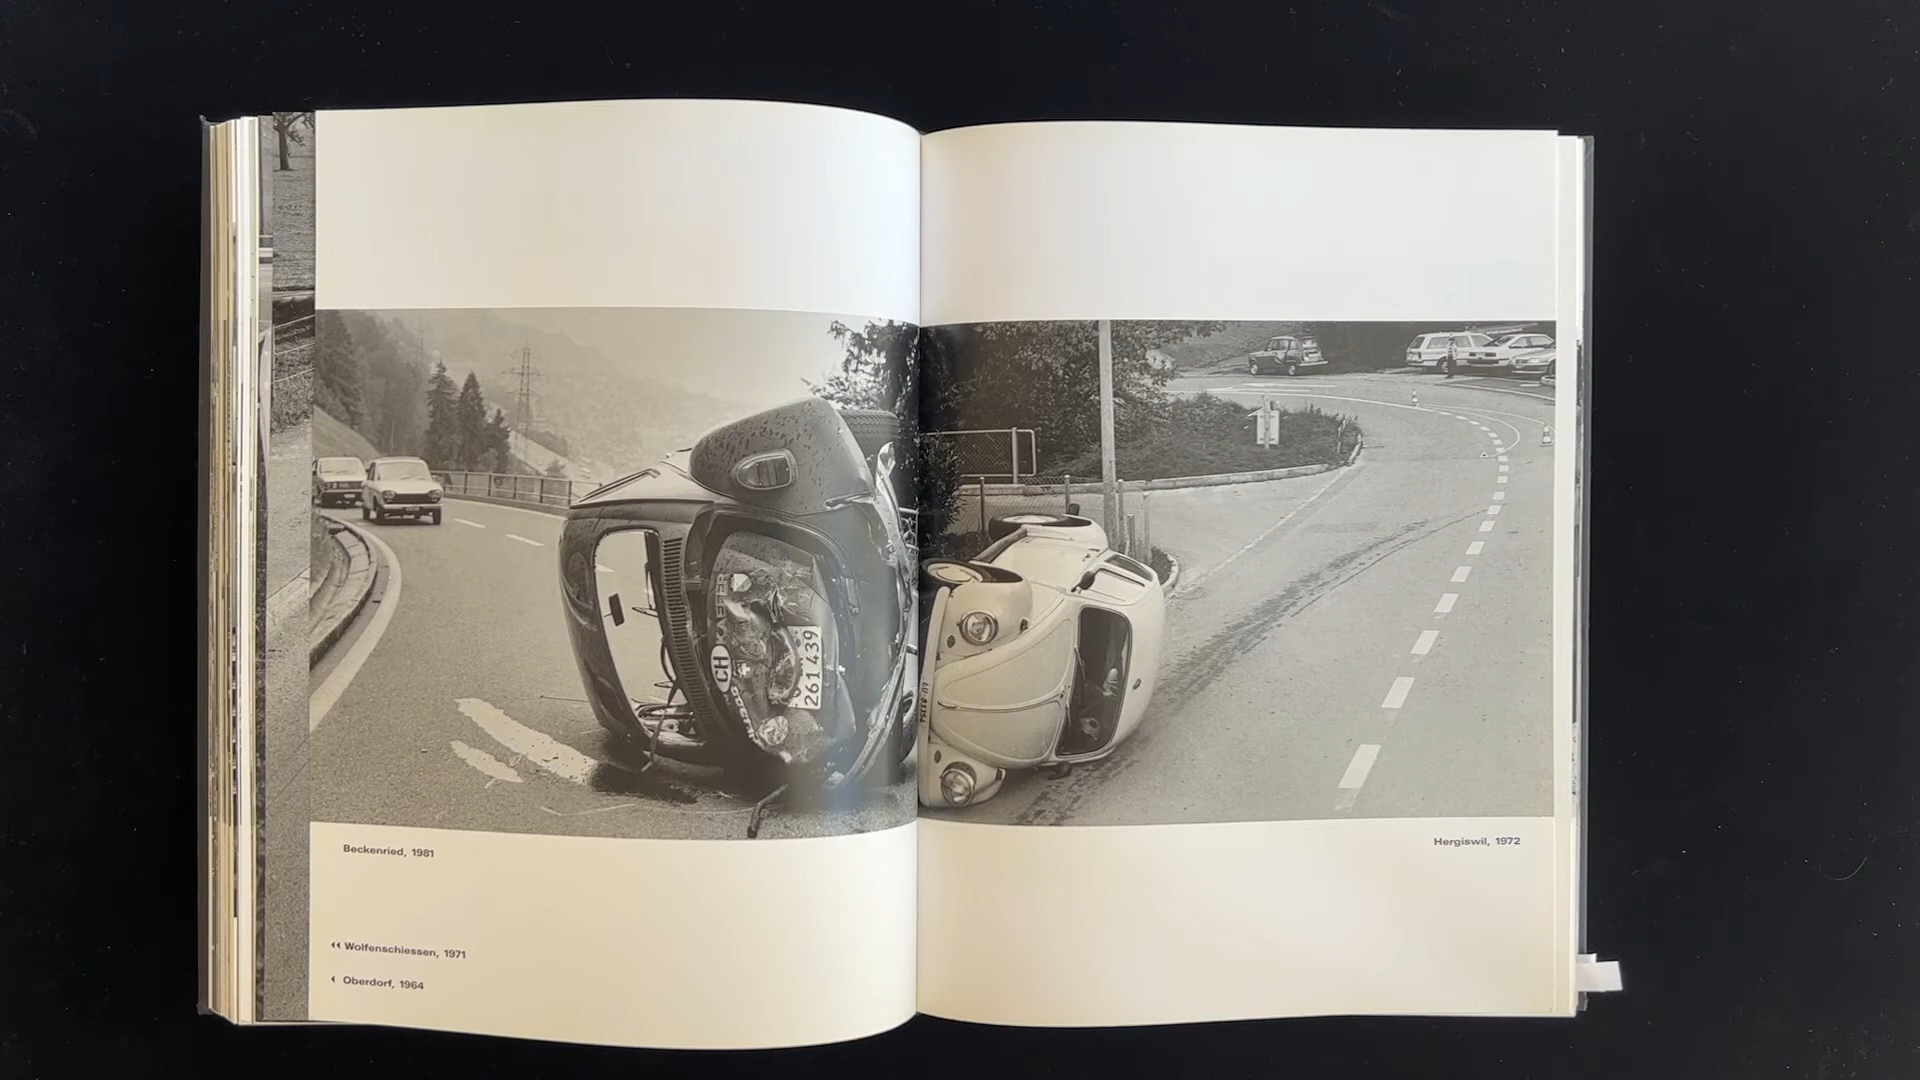 KAEFER
CH
261 439
Beckenried, 1981
Wolfenschiessen, 1971
Oberdorf, 1964
Hergiswil, 1972